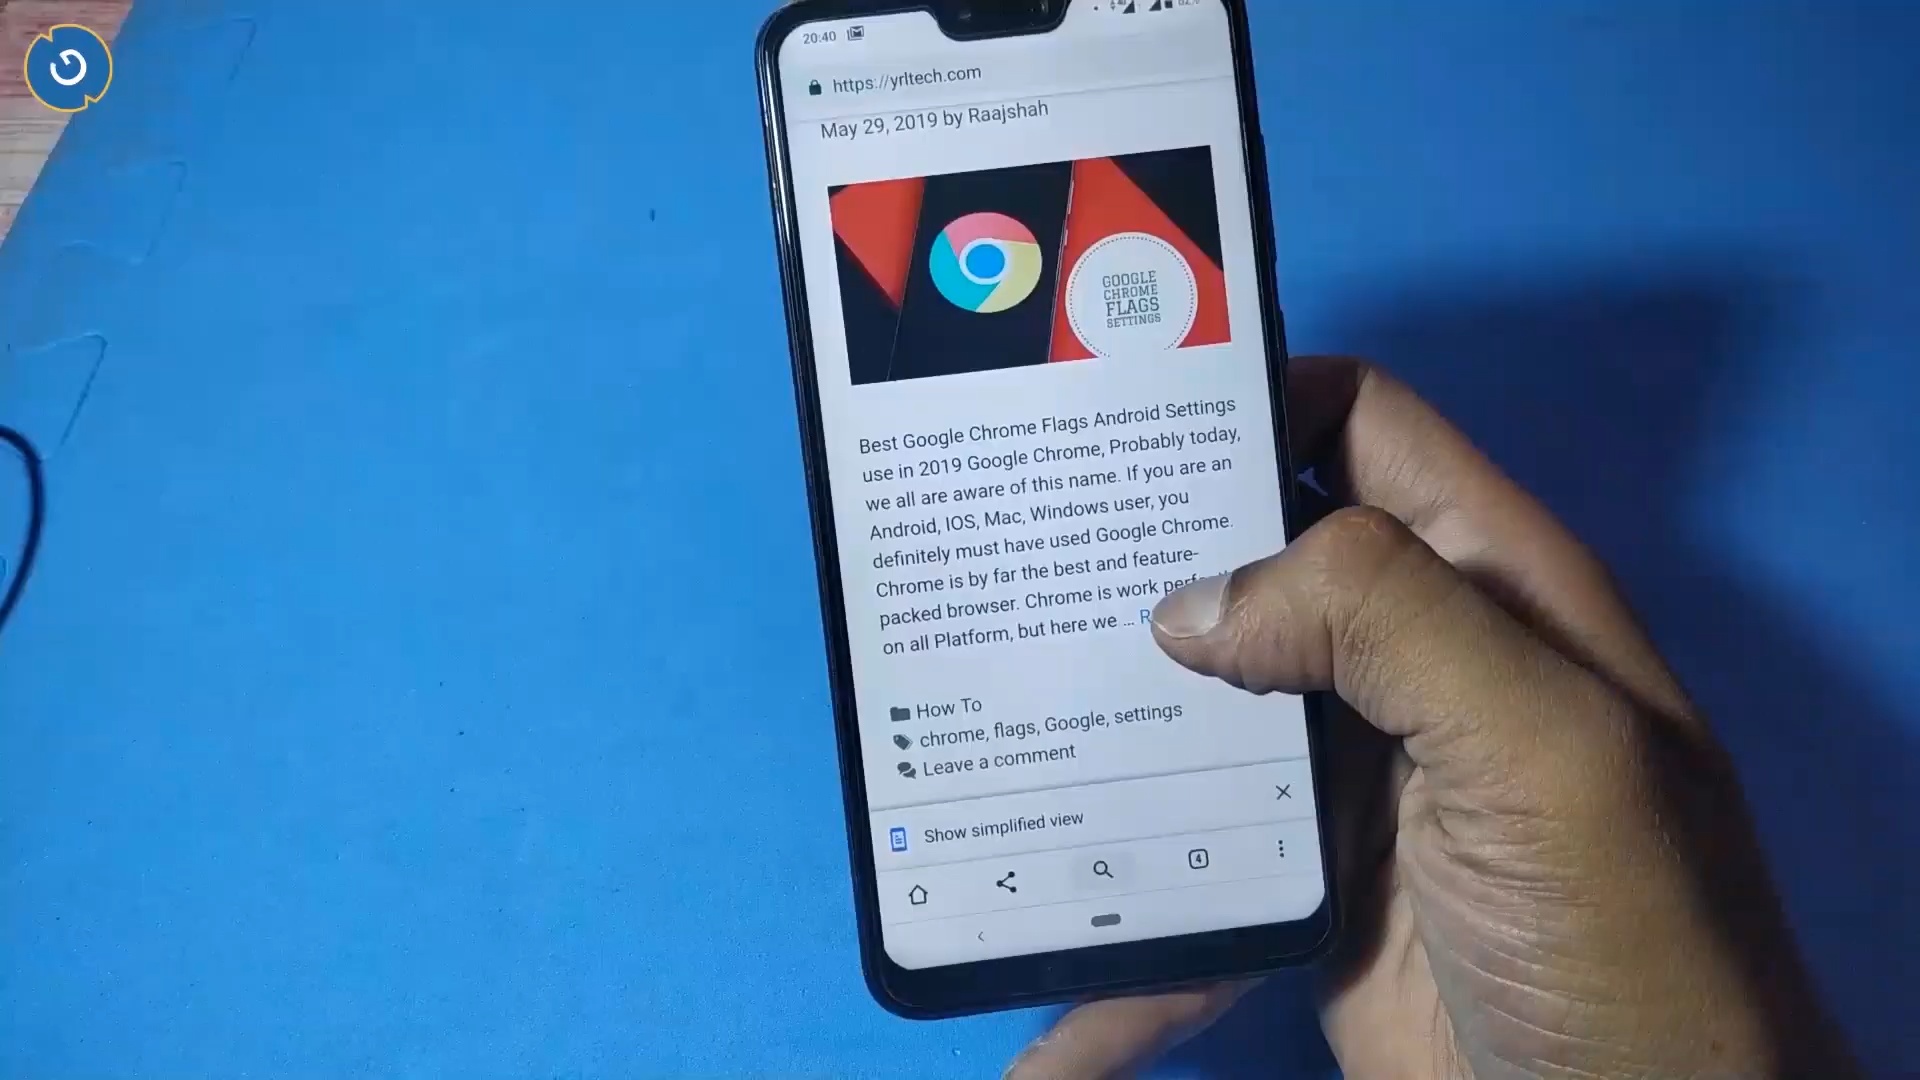 20:40
https://yrltech.com
May 29, 2019 by Raajshah
GOOGLE
CHROME
FLAGS
SETTINGS
Best Google Chrome Flags Android Settings
use in 2019 Google Chrome, Probably today,
we all are aware of this name. If you are an
Android, IOS, Mac, Windows user, you
definitely must have used Google Chrome.
Chrome is by far the best and feature-
packed browser. Chrome is work
on all Platform, but here we ...
How To
chrome, flags, Google, settings
Leave a comment
Show simplified view
4